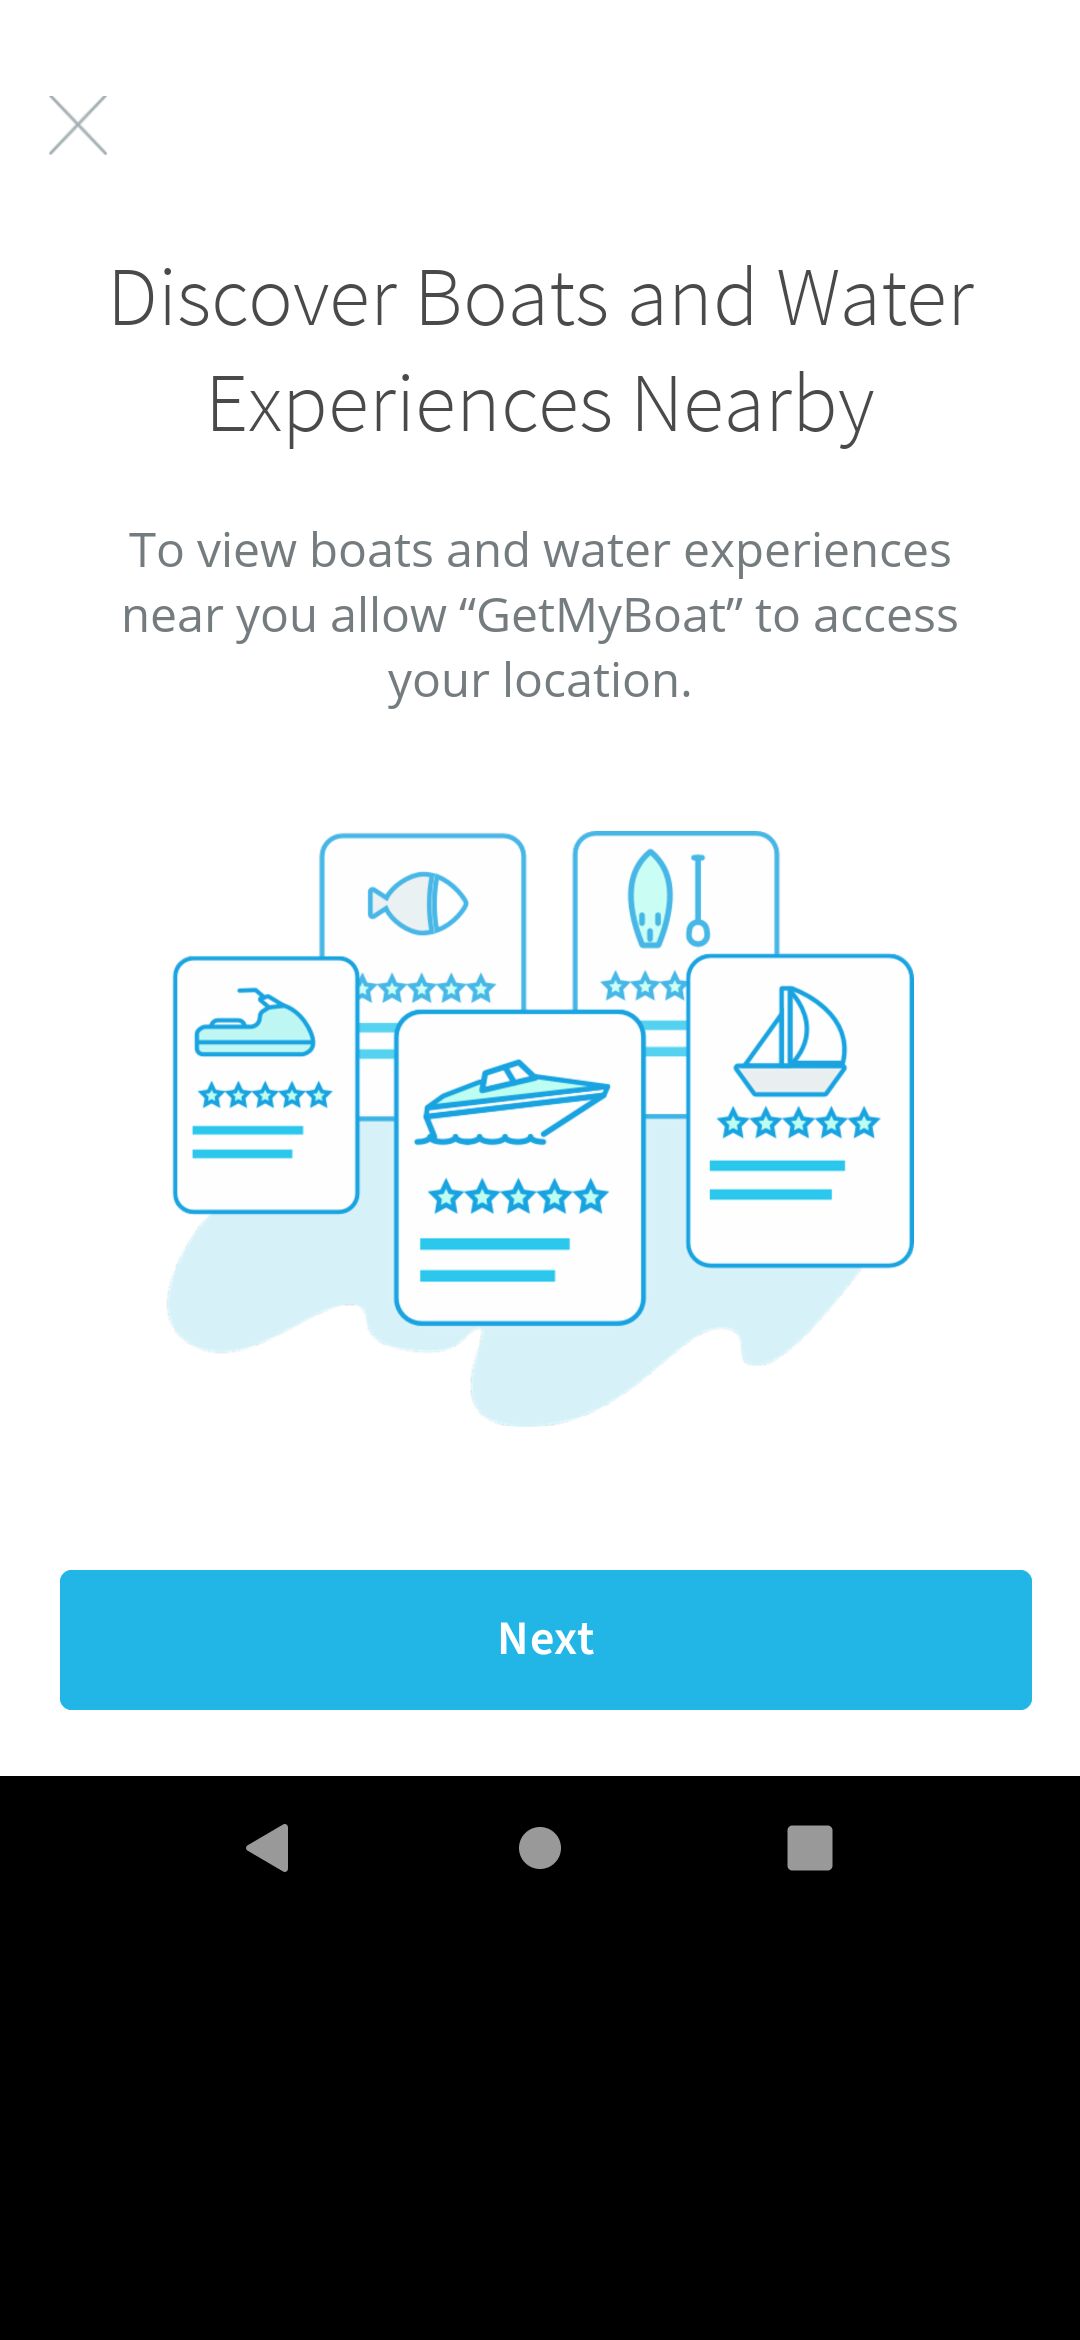 Discover Boats and Water
Experiences Nearby
To view boats and water experiences
near you allow “GetMyBoat” to access
your location.
Next